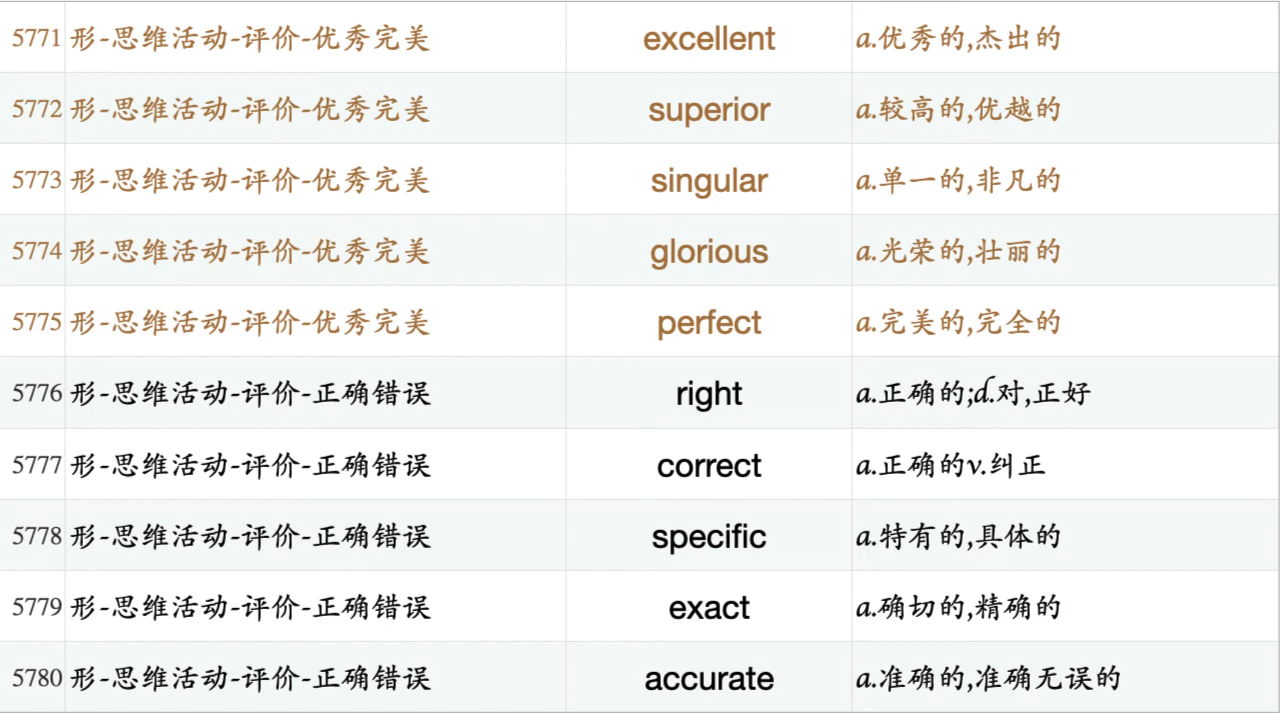 5771 形-思维活动-评价-优秀完美 excellent a.优秀的,杰出的
5772 形-思维活动-评价-优秀完美 superior a.较高的,优越的
5773 形-思维活动-评价-优秀完美 singular a.单一的,非凡的
5774 形-思维活动-评价-优秀完美 glorious a.光荣的,壮丽的
5775 形-思维活动-评价-优秀完美 perfect a.完美的,完全的
5776 形-思维活动-评价-正确错误 right a.正确的;d.对,正好
5777 形-思维活动-评价-正确错误 correct a.正确的v.纠正
5778 形-思维活动-评价-正确错误 specific a.特有的,具体的
5779 形-思维活动-评价-正确错误 exact a.确切的,精确的
5780 形-思维活动-评价-正确错误 accurate a.准确的,准确无误的